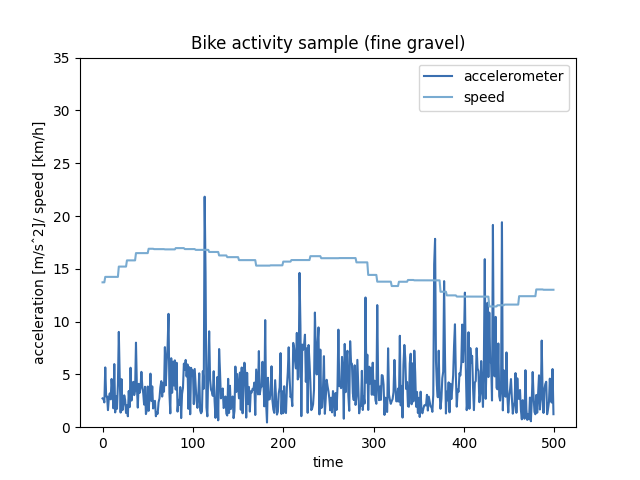 Bike activity sample (fine gravel)
accelerometer
speed
35
30
25
20
15
10
5
0
acceleration [m/s^2]/ speed [km/h]
0 100 200 300 400 500
time